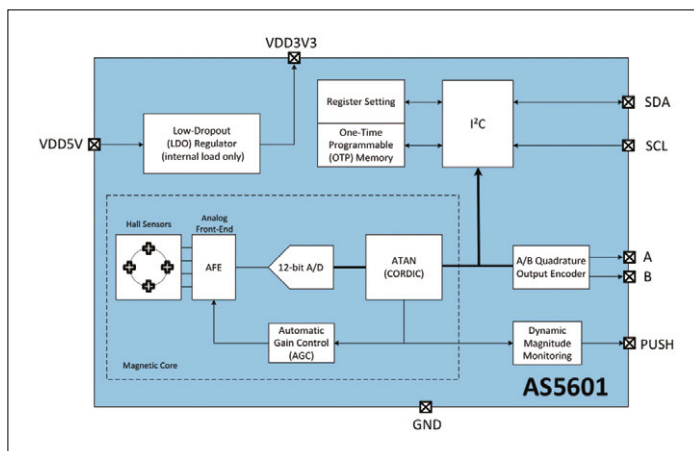 VDD3V3
VDD5V
Low-Dropout
(LDO) Regulator
(internal load only)
Register Setting
One-Time
Programmable
(OTP) Memory
I²C
SDA
SCL
Hall Sensors
Analog
Front-End
AFE
12-bit A/D
ATAN
(CORDIC)
A/B Quadrature
Output Encoder
A
B
Automatic
Gain Control
(AGC)
Dynamic
Magnitude
Monitoring
PUSH
Magnetic Core
AS5601
GND